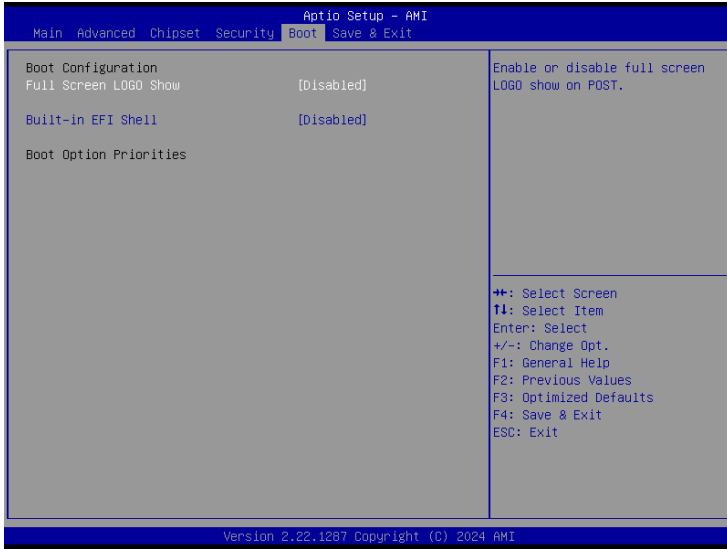 Aptio Setup – AMI
Main Advanced Chipset Security Boot Save & Exit
Boot Configuration
Full Screen LOGO Show [Disabled]
Built-in EFI Shell [Disabled]
Boot Option Priorities
Enable or disable full screen
LOGO show on POST.
→←: Select Screen
↑↓: Select Item
Enter: Select
+/-: Change Opt.
F1: General Help
F2: Previous Values
F3: Optimized Defaults
F4: Save & Exit
ESC: Exit
Version 2.22.1287 Copyright (C) 2024 AMI